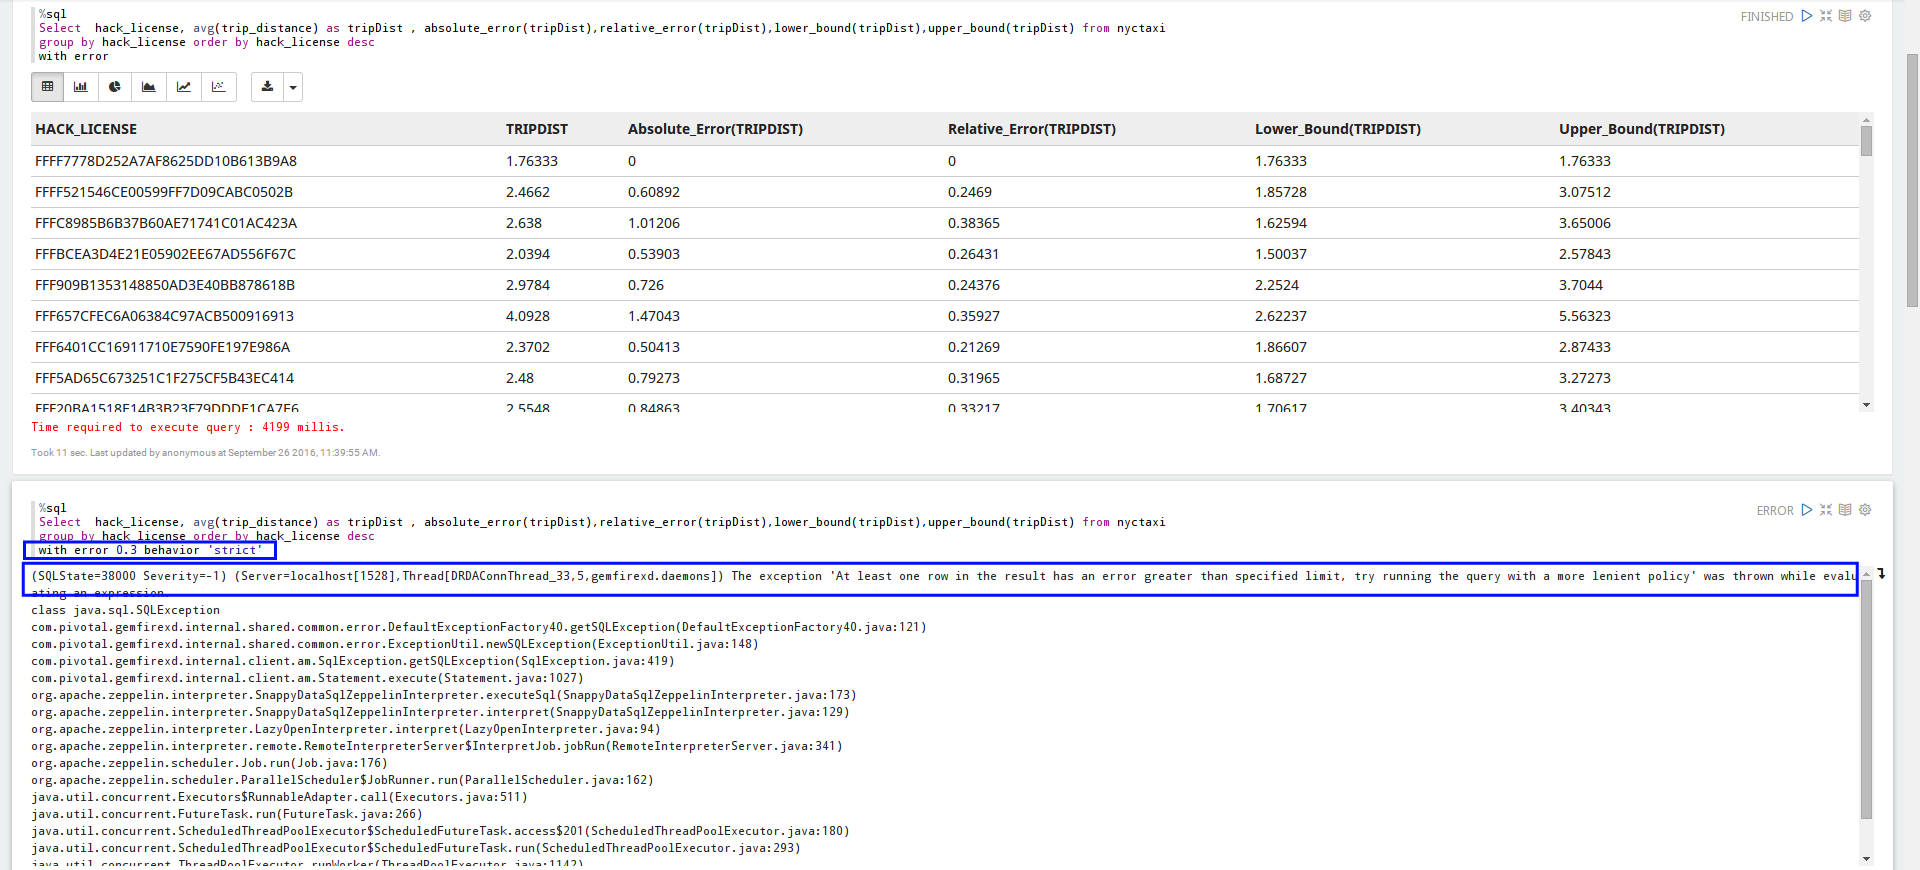 %sql
FINISHED
Select  hack_license, avg(trip_distance) as tripDist , absolute_error(tripDist),relative_error(tripDist),lower_bound(tripDist),upper_bound(tripDist) from nyctaxi
group by hack_license order by hack_license desc
with error
HACK_LICENSE TRIPDIST Absolute_Error(TRIPDIST) Relative_Error(TRIPDIST) Lower_Bound(TRIPDIST) Upper_Bound(TRIPDIST)
FFFF7778D252A7AF8625DD10B613B9A8 1.76333 0 0 1.76333 1.76333
FFFF521546CE00599FF7D09CABC0502B 2.4662 0.60892 0.2469 1.85728 3.07512
FFFC8985B6B37B60AE71741C01AC423A 2.638 1.01206 0.38365 1.62594 3.65006
FFFBCEA3D4E21E05902EE67AD556F67C 2.0394 0.53903 0.26431 1.50037 2.57843
FFF909B1353148850AD3E40BB878618B 2.9784 0.726 0.24376 2.2524 3.7044
FFF657CFEC6A06384C97ACB500916913 4.0928 1.47043 0.35927 2.62237 5.56323
FFF6401CC16911710E7590FE197E986A 2.3702 0.50413 0.21269 1.86607 2.87433
FFF5AD65C673251C1F275CF5B43EC414 2.48 0.79273 0.31965 1.68727 3.27273
FFF20BA1518E14B3B23F79DDDE1CA7E6 2.5548 0.84863 0.33217 1.70617 3.40343
Time required to execute query : 4199 millis.
Took 11 sec. Last updated by anonymous at September 26 2016, 11:39:55 AM.
%sql
ERROR
Select  hack_license, avg(trip_distance) as tripDist , absolute_error(tripDist),relative_error(tripDist),lower_bound(tripDist),upper_bound(tripDist) from nyctaxi
group by hack_license order by hack_license desc
with error 0.3 behavior 'strict'
(SQLState=38000 Severity=-1) (Server=localhost[1528],Thread[DRDAConnThread_33,5,gemfirexd.daemons]) The exception 'At least one row in the result has an error greater than specified limit, try running the query with a more lenient policy' was thrown while evalu
ating an expression.
class java.sql.SQLException
com.pivotal.gemfirexd.internal.shared.common.error.DefaultExceptionFactory40.getSQLException(DefaultExceptionFactory40.java:121)
com.pivotal.gemfirexd.internal.shared.common.error.ExceptionUtil.newSQLException(ExceptionUtil.java:148)
com.pivotal.gemfirexd.internal.client.am.SqlException.getSQLException(SqlException.java:419)
com.pivotal.gemfirexd.internal.client.am.Statement.execute(Statement.java:1027)
org.apache.zeppelin.interpreter.SnappyDataSqlZeppelinInterpreter.executeSql(SnappyDataSqlZeppelinInterpreter.java:173)
org.apache.zeppelin.interpreter.SnappyDataSqlZeppelinInterpreter.interpret(SnappyDataSqlZeppelinInterpreter.java:129)
org.apache.zeppelin.interpreter.LazyOpenInterpreter.interpret(LazyOpenInterpreter.java:94)
org.apache.zeppelin.interpreter.remote.RemoteInterpreterServer$InterpretJob.jobRun(RemoteInterpreterServer.java:341)
org.apache.zeppelin.scheduler.Job.run(Job.java:176)
org.apache.zeppelin.scheduler.ParallelScheduler$JobRunner.run(ParallelScheduler.java:162)
java.util.concurrent.Executors$RunnableAdapter.call(Executors.java:511)
java.util.concurrent.FutureTask.run(FutureTask.java:266)
java.util.concurrent.ScheduledThreadPoolExecutor$ScheduledFutureTask.access$201(ScheduledThreadPoolExecutor.java:180)
java.util.concurrent.ScheduledThreadPoolExecutor$ScheduledFutureTask.run(ScheduledThreadPoolExecutor.java:293)
java.util.concurrent.ThreadPoolExecutor.runWorker(ThreadPoolExecutor.java:1142)